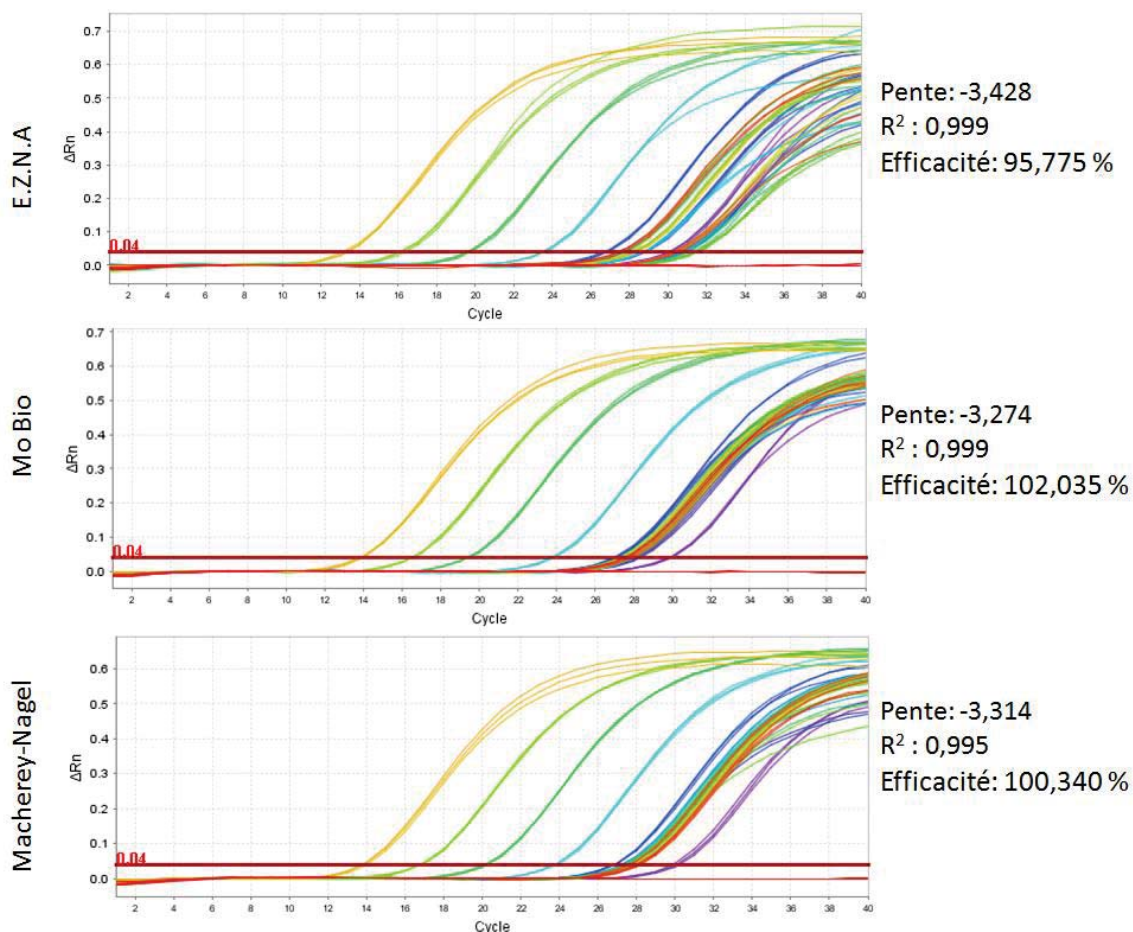 E.Z.N.A
ΔRn
0.7
0.6
0.5
0.4
0.3
0.2
0.1
0.0
0.04
2 4 6 8 10 12 14 16 18 20 22 24 26 28 30 32 34 36 38 40
Cycle
Pente: -3,428
R² : 0,999
Efficacité: 95,775 %
Mo Bio
ΔRn
0.7
0.6
0.5
0.4
0.3
0.2
0.1
0.0
0.04
2 4 6 8 10 12 14 16 18 20 22 24 26 28 30 32 34 36 38 40
Cycle
Pente: -3,274
R² : 0,999
Efficacité: 102,035 %
Macherey-Nagel
ΔRn
0.6
0.5
0.4
0.3
0.2
0.1
0.0
0.04
2 4 6 8 10 12 14 16 18 20 22 24 26 28 30 32 34 36 38 40
Cycle
Pente: -3,314
R² : 0,995
Efficacité: 100,340 %